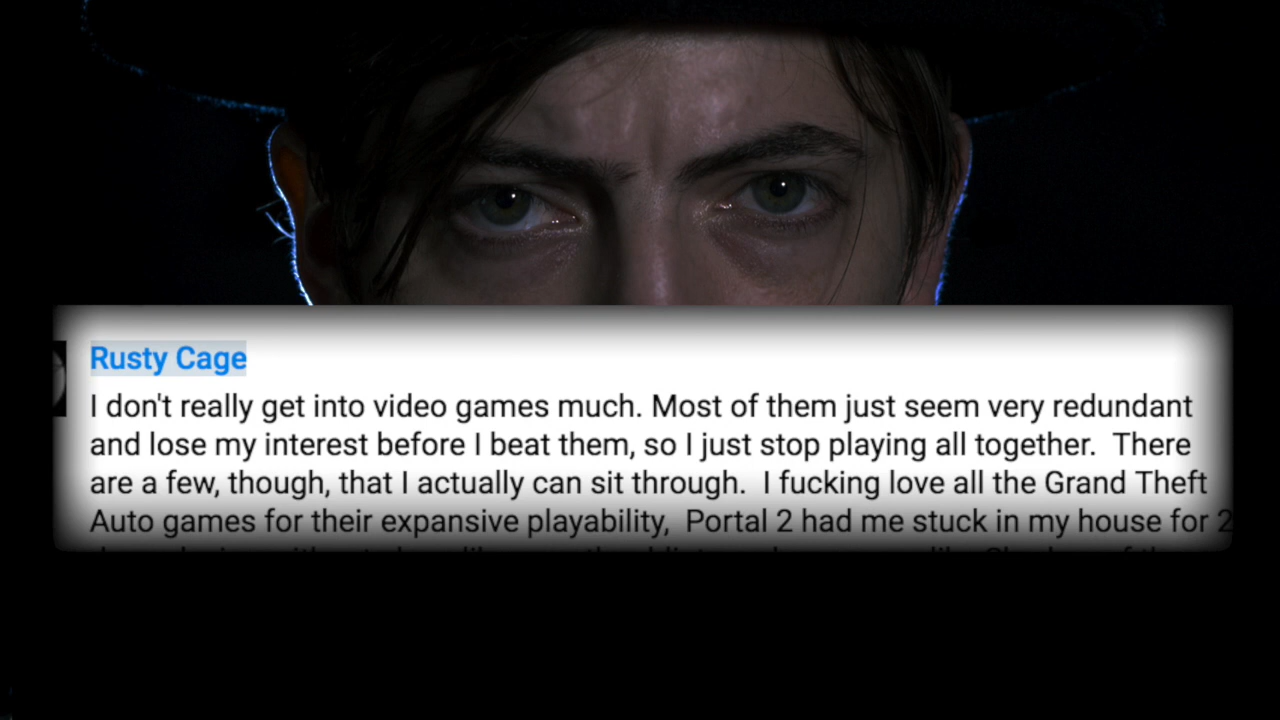 Rusty Cage
I don't really get into video games much. Most of them just seem very redundant
and lose my interest before I beat them, so I just stop playing all together.  There
are a few, though, that I actually can sit through.  I fucking love all the Grand Theft
Auto games for their expansive playability,  Portal 2 had me stuck in my house for 2